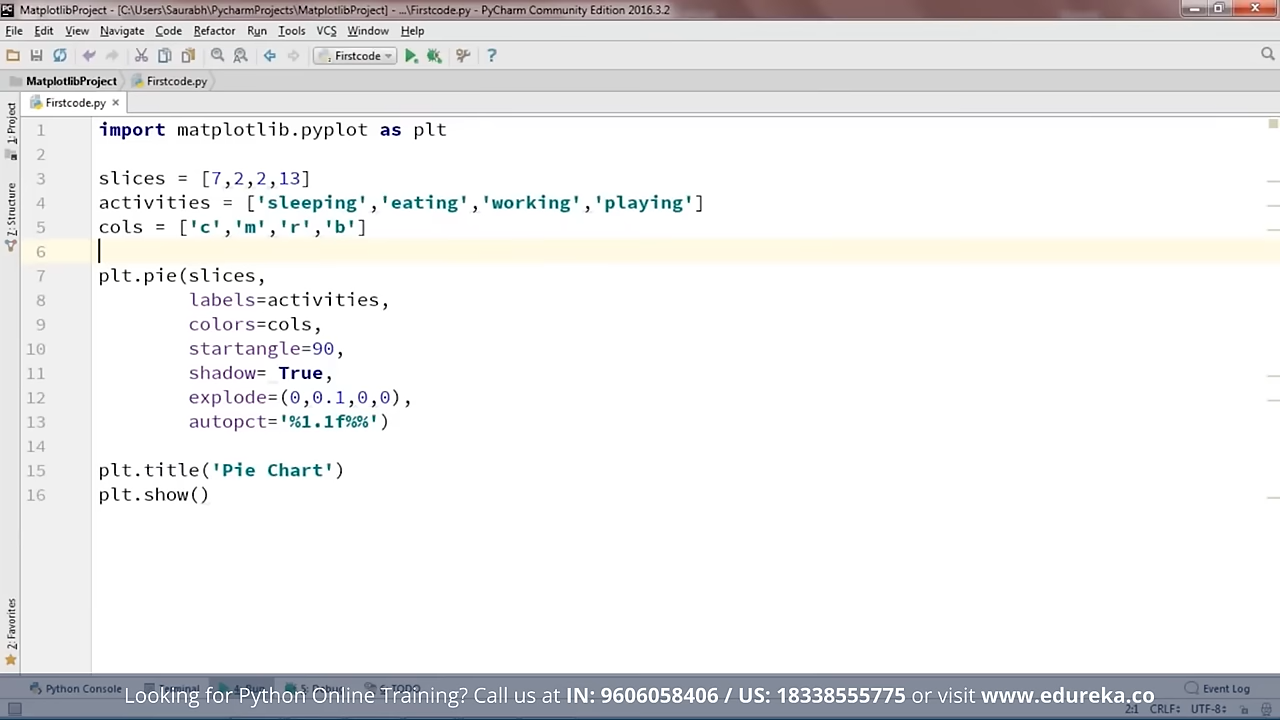 MatplotlibProject - [C:\Users\Saurabh\PycharmProjects\MatplotlibProject] - ...\Firstcode.py - PyCharm Community Edition 2016.3.2
File Edit View Navigate Code Refactor Run Tools VCS Window Help
Firstcode
MatplotlibProject Firstcode.py
Firstcode.py
1: Project
7: Structure
2: Favorites
1 import matplotlib.pyplot as plt
2
3 slices = [7,2,2,13]
4 activities = ['sleeping','eating','working','playing']
5 cols = ['c','m','r','b']
6
7 plt.pie(slices,
8 labels=activities,
9 colors=cols,
10 startangle=90,
11 shadow= True,
12 explode=(0,0.1,0,0),
13 autopct='%1.1f%%')
14
15 plt.title('Pie Chart')
16 plt.show()
Python Console Terminal TODO Event Log
Looking for Python Online Training? Call us at IN: 9606058406 / US: 18338555775 or visit www.edureka.co
2:1 CRLF UTF-8